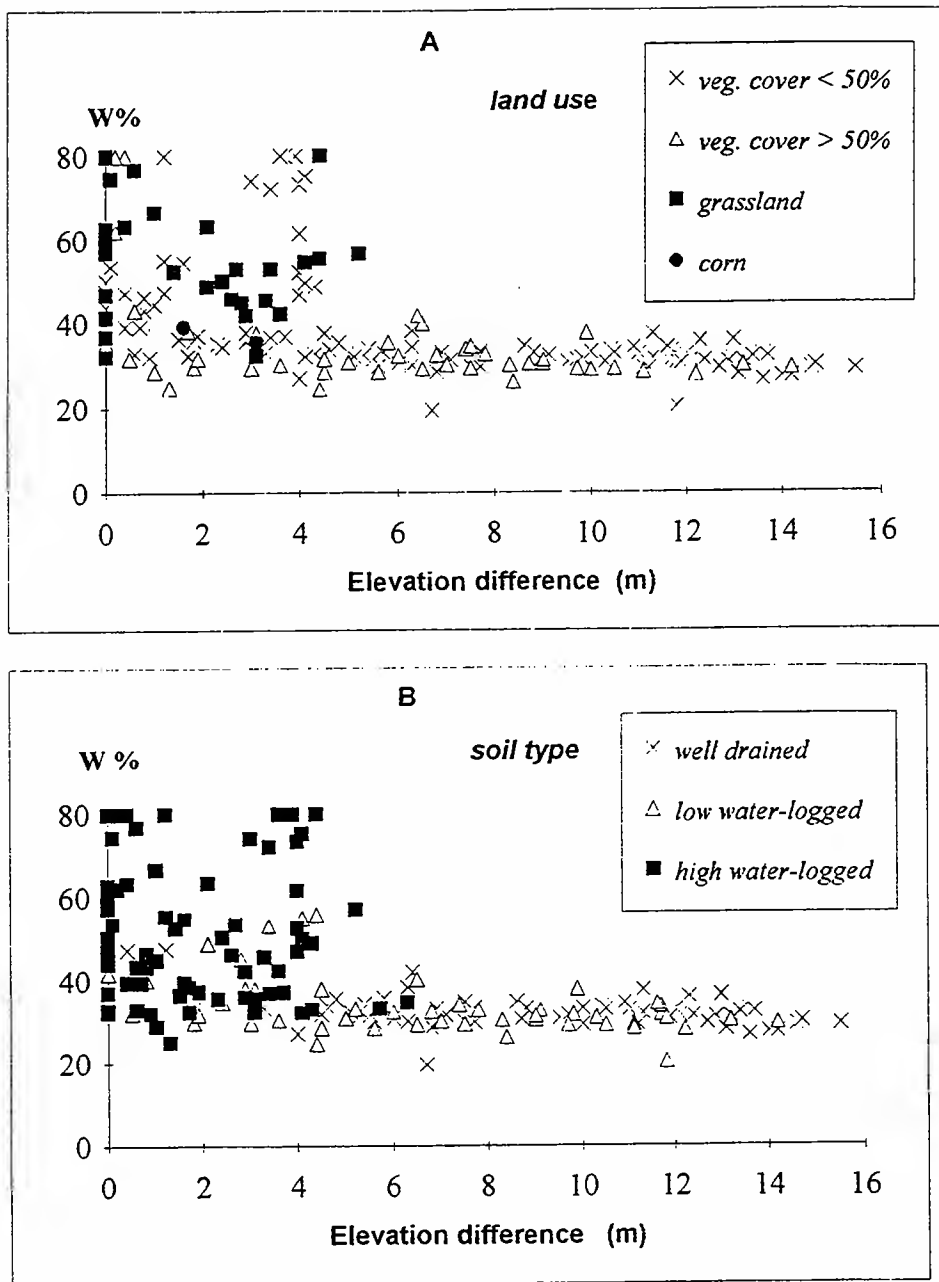 A
land use
W%
× veg. cover < 50%
△ veg. cover > 50%
■ grassland
● corn
80
60
40
20
0
0 2 4 6 8 10 12 14 16
Elevation difference (m)
B
soil type
W %
× well drained
△ low water-logged
■ high water-logged
80
60
40
20
0
0 2 4 6 8 10 12 14 16
Elevation difference (m)